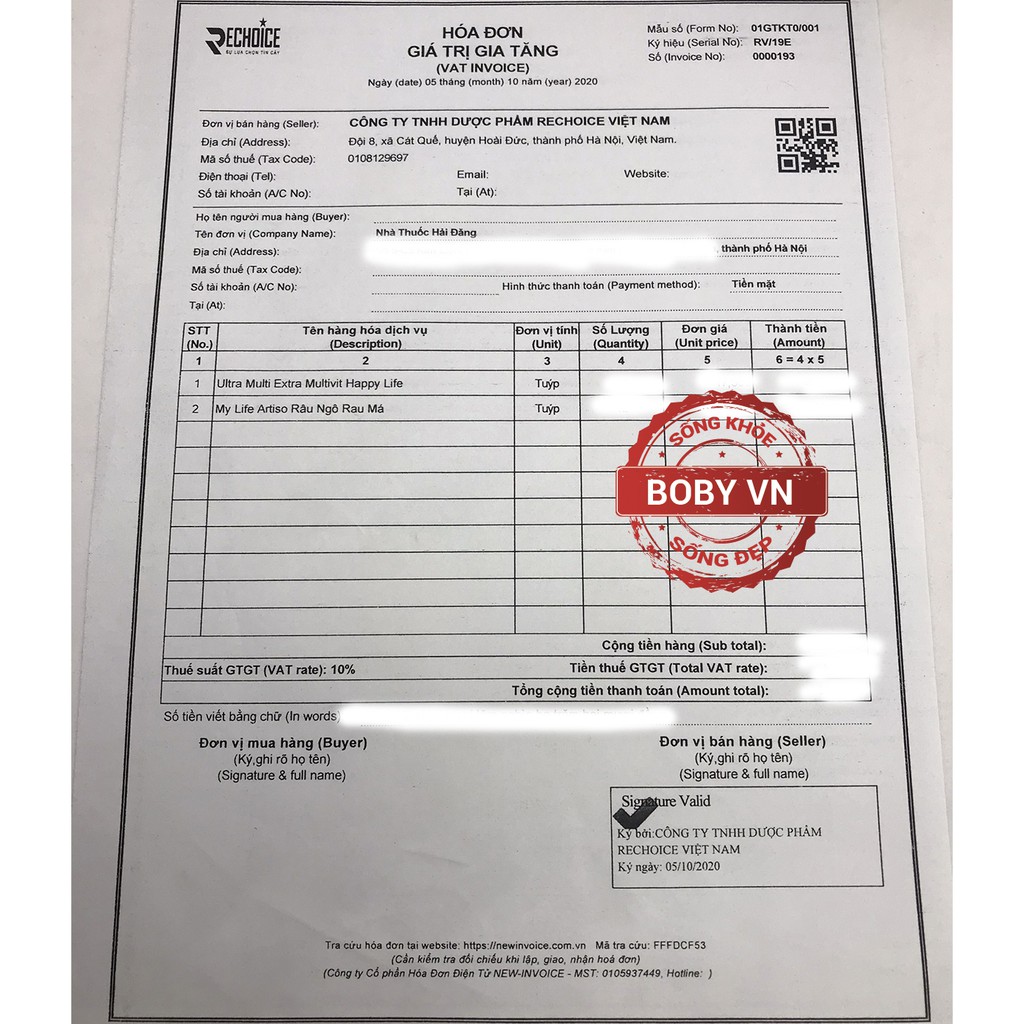 RECHOICE
SỰ LỰA CHỌN TIN CẬY
HÓA ĐƠN
GIÁ TRỊ GIA TĂNG
(VAT INVOICE)
Ngày (date) 05 tháng (month) 10 năm (year) 2020
Mẫu số (Form No): 01GTKT0/001
Ký hiệu (Serial No): RV/19E
Số (Invoice No): 0000193
Đơn vị bán hàng (Seller): CÔNG TY TNHH DƯỢC PHẨM RECHOICE VIỆT NAM
Địa chỉ (Address): Đội 8, xã Cát Quế, huyện Hoài Đức, thành phố Hà Nội, Việt Nam.
Mã số thuế (Tax Code): 0108129697
Điện thoại (Tel): Email: Website:
Số tài khoản (A/C No): Tại (At):
Họ tên người mua hàng (Buyer):
Tên đơn vị (Company Name): Nhà Thuốc Hải Đăng
Địa chỉ (Address): , thành phố Hà Nội
Mã số thuế (Tax Code):
Số tài khoản (A/C No): Hình thức thanh toán (Payment method): Tiền mặt
Tại (At):
STT Tên hàng hóa dịch vụ Đơn vị tính Số Lượng Đơn giá Thành tiền
(No.) (Description) (Unit) (Quantity) (Unit price) (Amount)
1 2 3 4 5 6 = 4 x 5
1 Ultra Multi Extra Multivit Happy Life Tuýp
2 My Life Artiso Râu Ngô Rau Má Tuýp
SỐNG KHỎE
BOBY VN
SỐNG ĐẸP
Cộng tiền hàng (Sub total):
Thuế suất GTGT (VAT rate): 10% Tiền thuế GTGT (Total VAT rate):
Tổng cộng tiền thanh toán (Amount total):
Số tiền viết bằng chữ (In words)
Đơn vị mua hàng (Buyer) Đơn vị bán hàng (Seller)
(Ký,ghi rõ họ tên) (Ký,ghi rõ họ tên)
(Signature & full name) (Signature & full name)
Signature Valid
Ký bởi:CÔNG TY TNHH DƯỢC PHẨM
RECHOICE VIỆT NAM
Ký ngày: 05/10/2020
Tra cứu hóa đơn tại website: https://newinvoice.com.vn Mã tra cứu: FFFDCF53
(Cần kiểm tra đối chiếu khi lập, giao, nhận hoá đơn)
(Công ty Cổ phần Hóa Đơn Điện Tử NEW-INVOICE - MST: 0105937449, Hotline: )